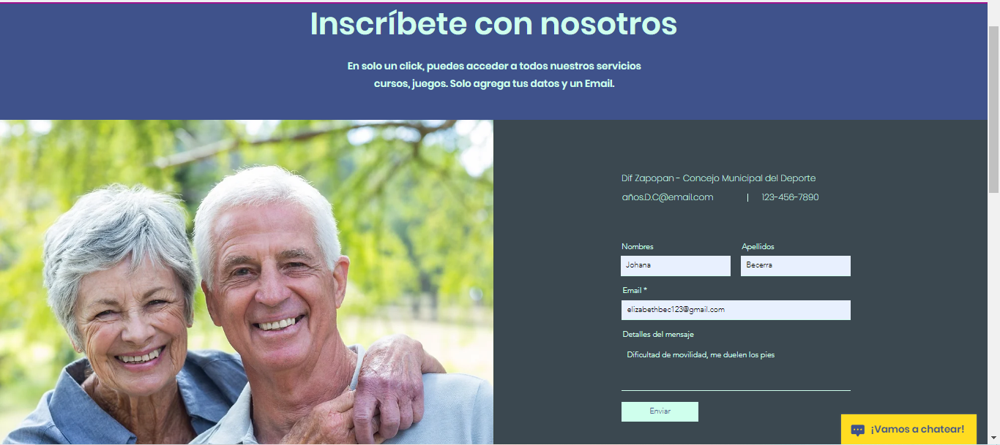 Inscríbete con nosotros
En solo un click, puedes acceder a todos nuestros servicios
cursos, juegos. Solo agrega tus datos y un Email.
Dif Zapopan - Concejo Municipal del Deporte
años.D.C@email.com | 123-456-7890
Nombres Apellidos
Johana Becerra
Email *
elizabethbec123@gmail.com
Detalles del mensaje
Dificultad de movilidad, me duelen los pies
Enviar
¡Vamos a chatear!